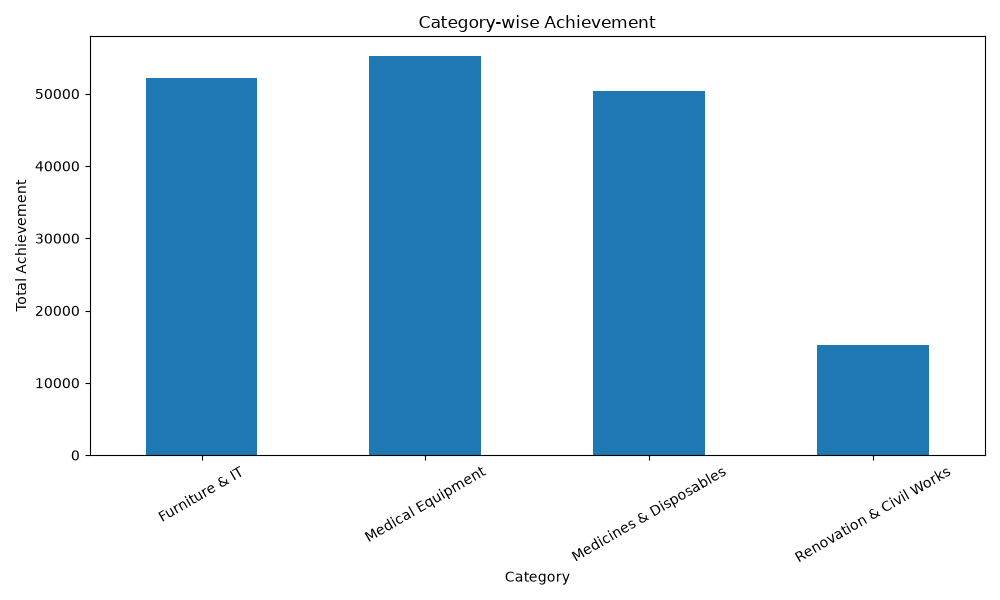 Category-wise Achievement
Total Achievement
50000
40000
30000
20000
10000
0
Furniture & IT
Medical Equipment
Medicines & Disposables
Renovation & Civil Works
Category